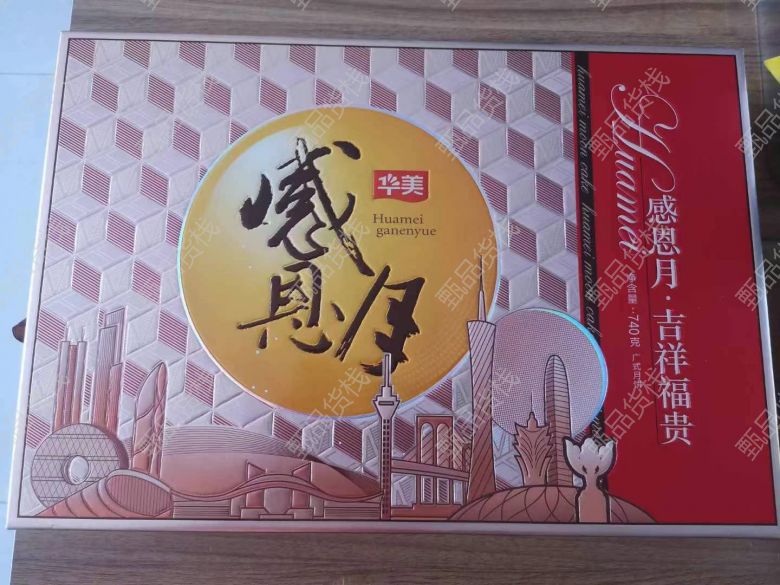 感恩月
华美
Huamei
ganenyue
huamei moon cake huamei moon cake
Huamei
感恩月·吉祥福贵
净含量:740克 广式月饼
甄品货栈